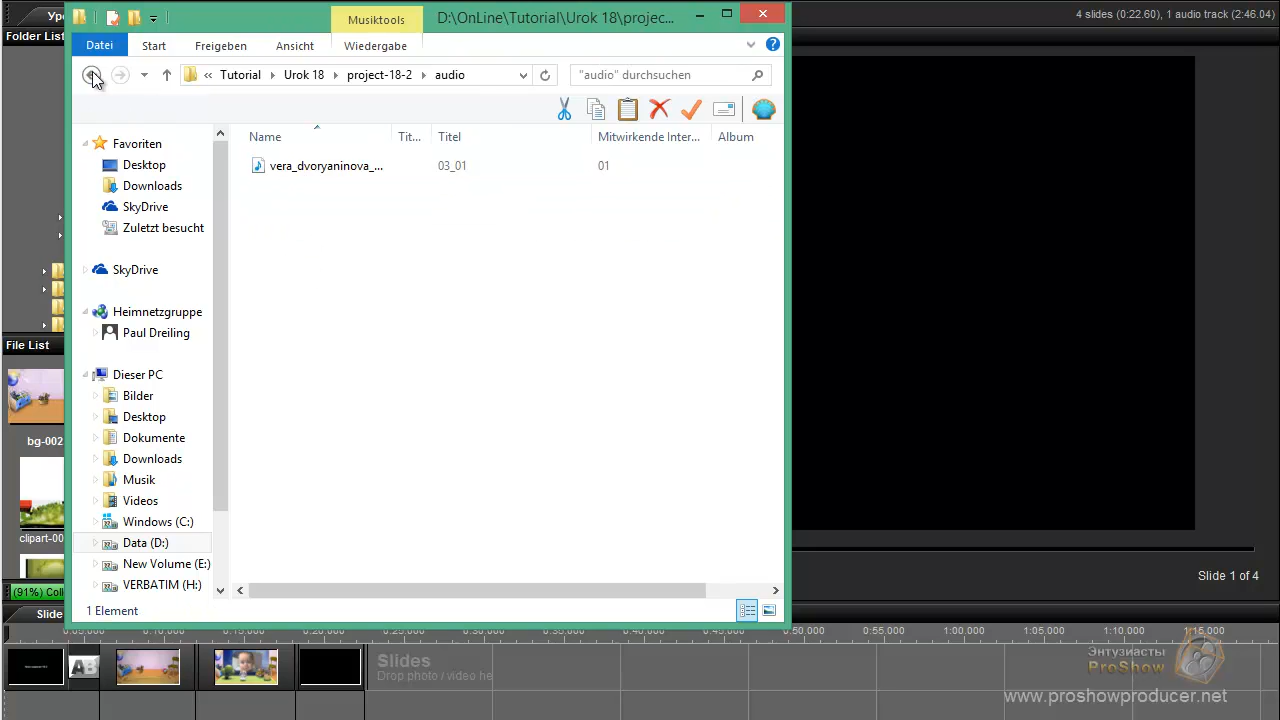 Уро
4 slides (0:22.60), 1 audio track (2:46.04)
Folder List
Musiktools
D:\OnLine\Tutorial\Urok 18\projec...
Datei
Start
Freigeben
Ansicht
Wiedergabe
« Tutorial Urok 18 project-18-2 audio
"audio" durchsuchen
Name
Tit...
Titel
Mitwirkende Inter...
Album
vera_dvoryaninova_...
03_01
01
Favoriten
Desktop
Downloads
SkyDrive
Zuletzt besucht
SkyDrive
Heimnetzgruppe
Paul Dreiling
Dieser PC
Bilder
Desktop
Dokumente
Downloads
Musik
Videos
Windows (C:)
Data (D:)
New Volume (E:)
VERBATIM (H:)
1 Element
File List
bg-002
clipart-00
(91%) Coll
Slide 1 of 4
Slide
0:05.000 0:10.000 0:15.000 0:20.000 0:25.000 0:30.000 0:35.000 0:40.000 0:45.000 0:50.000 0:55.000 1:00.000 1:05.000 1:10.000 1:15.000
AB
Slides
Drop photo / video he
Энтузиасты
ProShow
www.proshowproducer.net